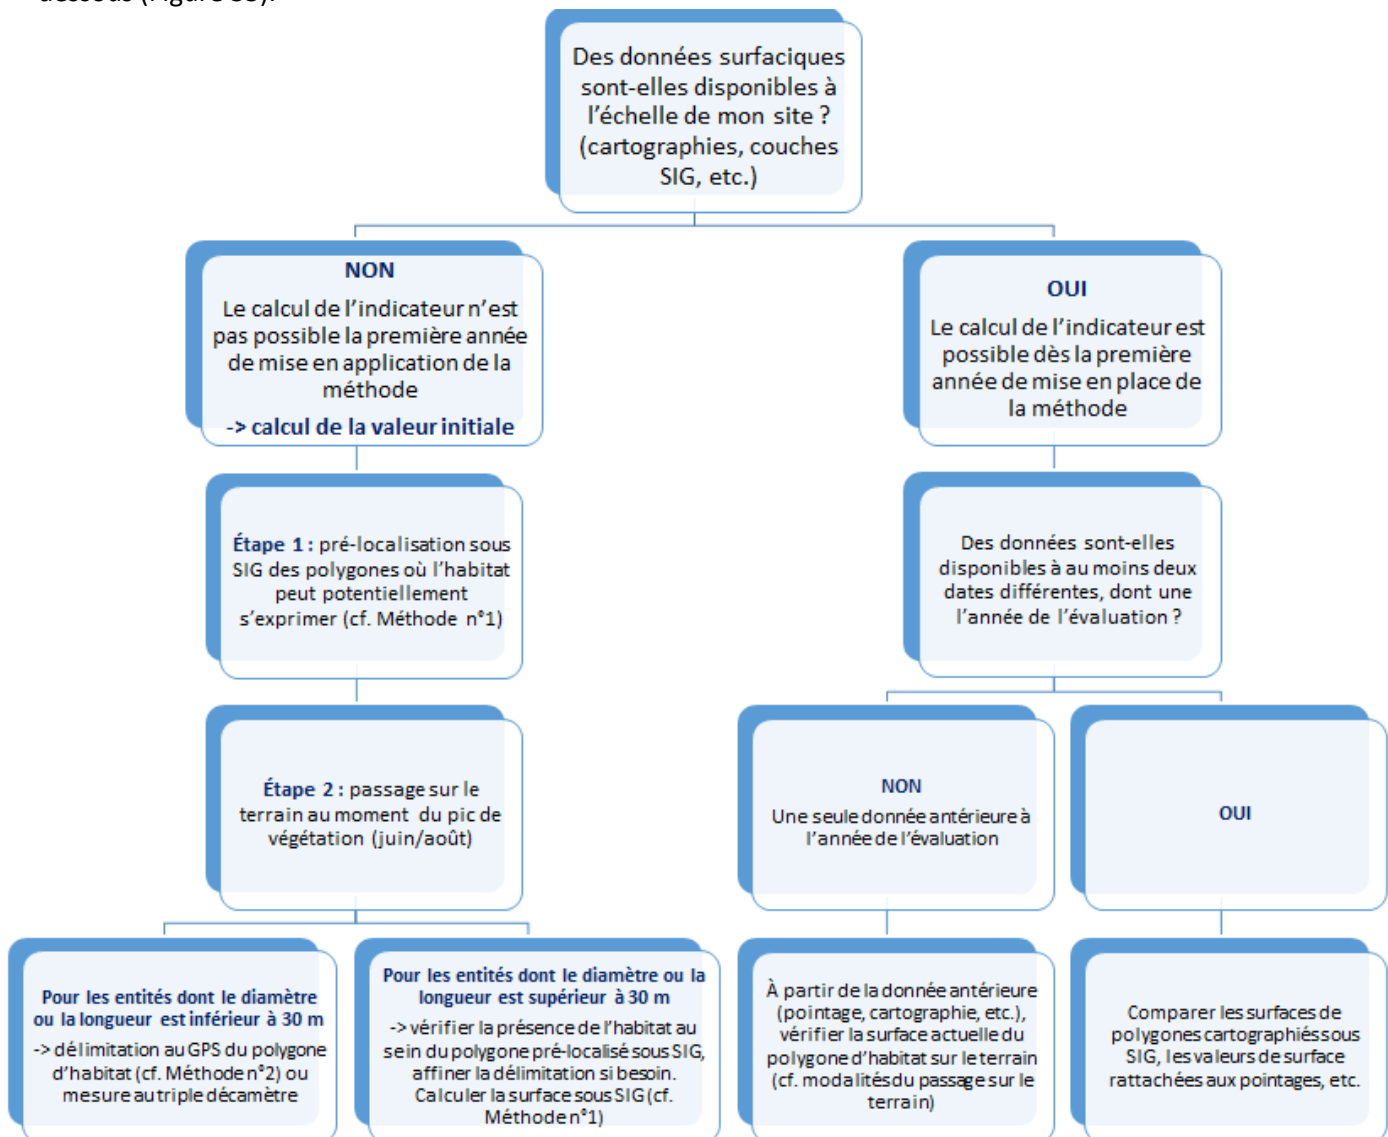 dessous (Figure 33).
Des données surfaciques
sont-elles disponibles à
l’échelle de mon site ?
(cartographies, couches
SIG, etc.)
NON
Le calcul de l’indicateur n’est
pas possible la première année
de mise en application de la
méthode
-> calcul de la valeur initiale
OUI
Le calcul de l’indicateur est
possible dès la première
année de mise en place de
la méthode
Étape 1 : pré-localisation sous
SIG des polygones où l’habitat
peut potentiellement
s’exprimer (cf. Méthode n°1)
Des données sont-elles
disponibles à au moins deux
dates différentes, dont une
l’année de l’évaluation ?
Étape 2 : passage sur le
terrain au moment du pic de
végétation (juin/août)
NON
Une seule donnée antérieure à
l’année de l’évaluation
OUI
Pour les entités dont le diamètre
ou la longueur est inférieur à 30 m
-> délimitation au GPS du polygone
d’habitat (cf. Méthode n°2) ou
mesure au triple décamètre
Pour les entités dont le diamètre ou la
longueur est supérieur à 30 m
-> vérifier la présence de l’habitat au
sein du polygone pré-localisé sous SIG,
affiner la délimitation si besoin.
Calculer la surface sous SIG (cf.
Méthode n°1)
À partir de la donnée antérieure
(pointage, cartographie, etc.),
vérifier la surface actuelle du
polygone d’habitat sur le terrain
(cf. modalités du passage sur le
terrain)
Comparer les surfaces de
polygones cartographiés sous
SIG, les valeurs de surface
rattachées aux pointages, etc.